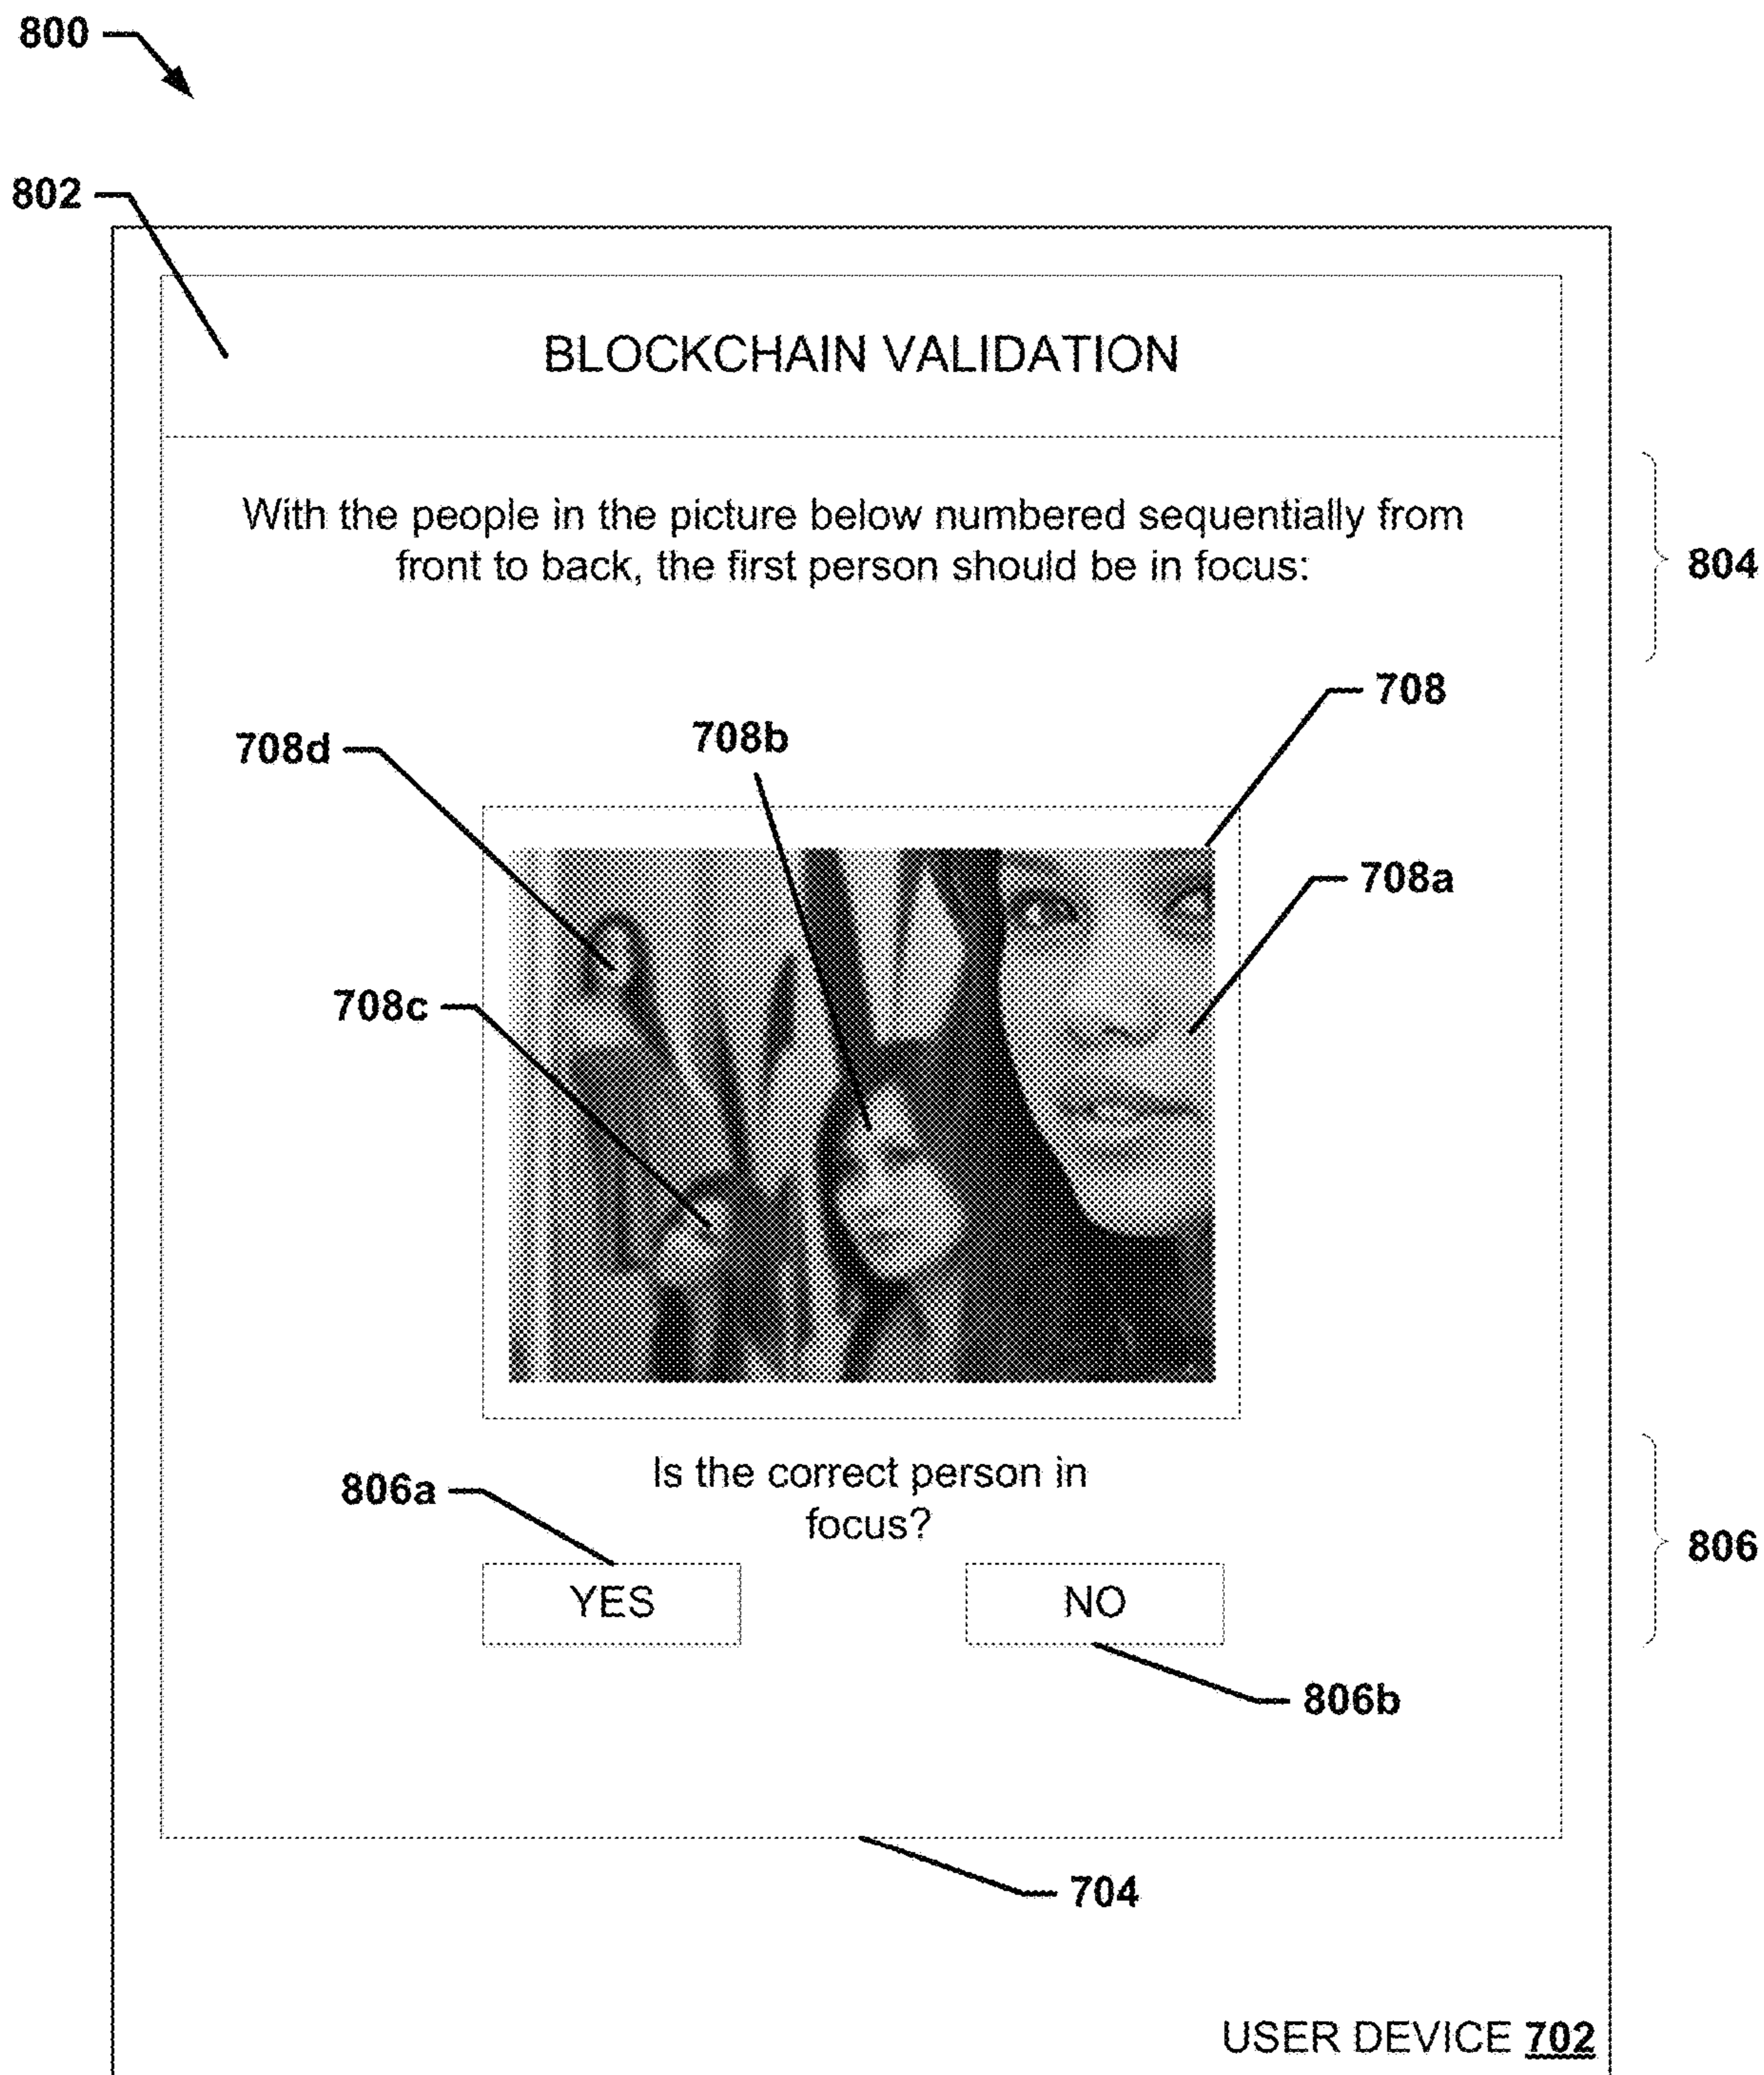 800
802
BLOCKCHAIN VALIDATION
With the people in the picture below numbered sequentially from
front to back, the first person should be in focus:
804
708
708b
708d
708a
708c
Is the correct person in
focus?
806a
806
YES
NO
806b
704
USER DEVICE 702